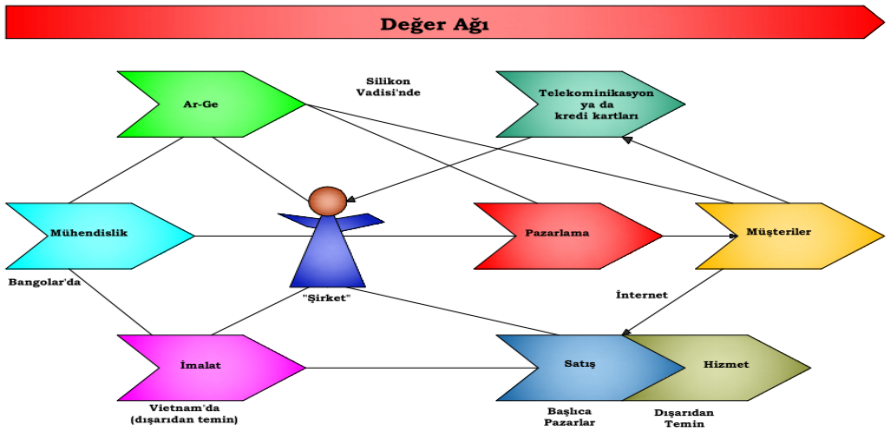 Değer Ağı
Silikon
Vadisi'nde
Ar-Ge
Telekominikasyon
ya da
kredi kartları
Mühendislik
Pazarlama
Müşteriler
Bangolar'da
"Şirket"
İnternet
İmalat
Satış
Hizmet
Vietnam'da
(dışarıdan temin)
Başlıca
Pazarlar
Dışarıdan
Temin